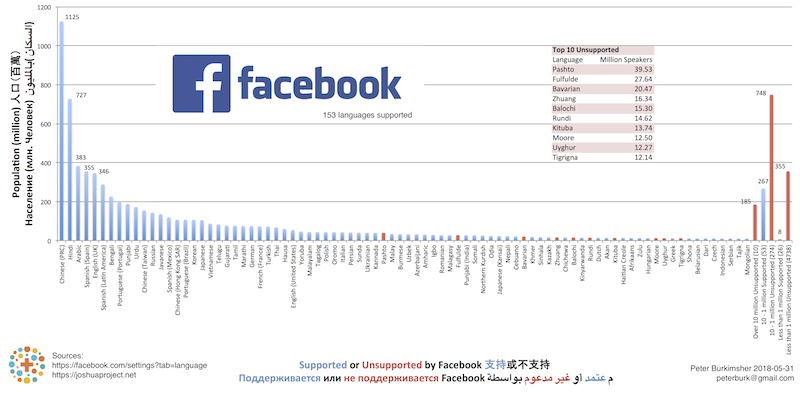 1200
1000
800
600
400
200
0
Population (million) 人口 (百萬)
Население (млн. Человек) السكان) بالمليون)
1125
727
383
355
346
facebook
153 languages supported
Top 10 Unsupported
Language Million Speakers
Pashto 39.53
Fulfulde 27.64
Bavarian 20.47
Zhuang 16.34
Balochi 15.30
Rundi 14.62
Kituba 13.74
Moore 12.50
Uyghur 12.27
Tigrigna 12.14
185
748
267
8
355
Chinese (PRC)
Hindi
Arabic
Spanish (Spain)
English (UK)
Spanish (Latin America)
Bengali
Portuguese (Portugal)
Punjabi
Urdu
Chinese (Taiwan)
Russian
Javanese
Spanish (Mexico)
Chinese (Hong Kong SAR)
Portuguese (Brazil)
Korean
Japanese
Vietnamese
Telugu
Gujarati
Tamil
Marathi
German
French (France)
Turkish
Thai
Hausa
English (United States)
Yoruba
Malayalam
Tagalog
Polish
Oromo
Italian
Persian
Sunda
Ukrainian
Kannada
Pashto
Malay
Burmese
Uzbek
Azerbaijani
Amharic
Igbo
Romanian
Malagasy
Fulfulde
Punjabi (India)
Somali
Northern Kurdish
Odia
Japanese (Kansai)
Nepali
Cebuano
Bavarian
Khmer
Sinhala
Kazakh
Zhuang
Chichewa
Balochi
Kinyarwanda
Rundi
Dutch
Akan
Kituba
Haitian Creole
Afrikaans
Zulu
Hungarian
Moore
Uyghur
Greek
Tigrigna
Shona
Belarusian
Dari
Czech
Indonesian
Serbian
Tajik
Mongolian
Over 10 million Unsupported (10)
10 - 1 million Supported (53)
10 - 1 million Unsupported (274)
Less than 1 million Supported (26)
Less than 1 million Unsupported (4738)
Sources:
https://facebook.com/settings?tab=language
https://joshuaproject.net
Supported or Unsupported by Facebook 支持或不支持
Поддерживается или не поддерживается Facebook م عتمد او غير مدعوم بواسطة
Peter Burkimsher 2018-05-31
peterburk@gmail.com